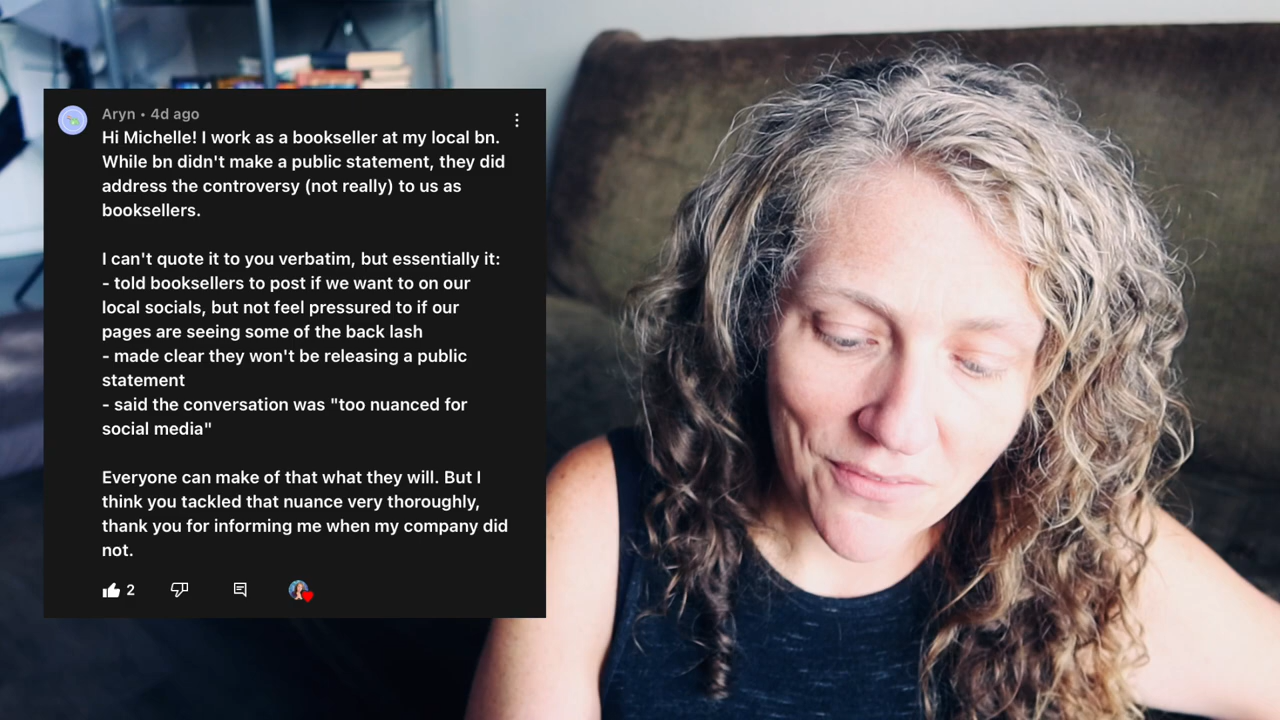 Aryn • 4d ago
Hi Michelle! I work as a bookseller at my local bn.
While bn didn't make a public statement, they did
address the controversy (not really) to us as
booksellers.
I can't quote it to you verbatim, but essentially it:
- told booksellers to post if we want to on our
local socials, but not feel pressured to if our
pages are seeing some of the back lash
- made clear they won't be releasing a public
statement
- said the conversation was "too nuanced for
social media"
Everyone can make of that what they will. But I
think you tackled that nuance very thoroughly,
thank you for informing me when my company did
not.
2